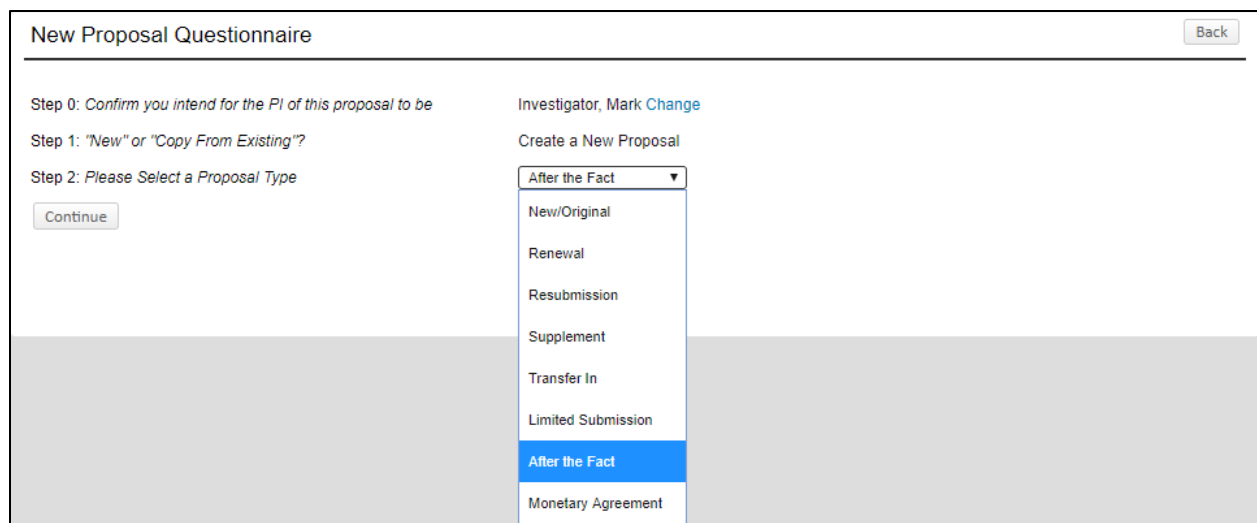 New Proposal Questionnaire
Back
Step 0: Confirm you intend for the PI of this proposal to be
Investigator, Mark Change
Step 1: "New" or "Copy From Existing"?
Create a New Proposal
Step 2: Please Select a Proposal Type
After the Fact
Continue
New/Original
Renewal
Resubmission
Supplement
Transfer In
Limited Submission
After the Fact
Monetary Agreement